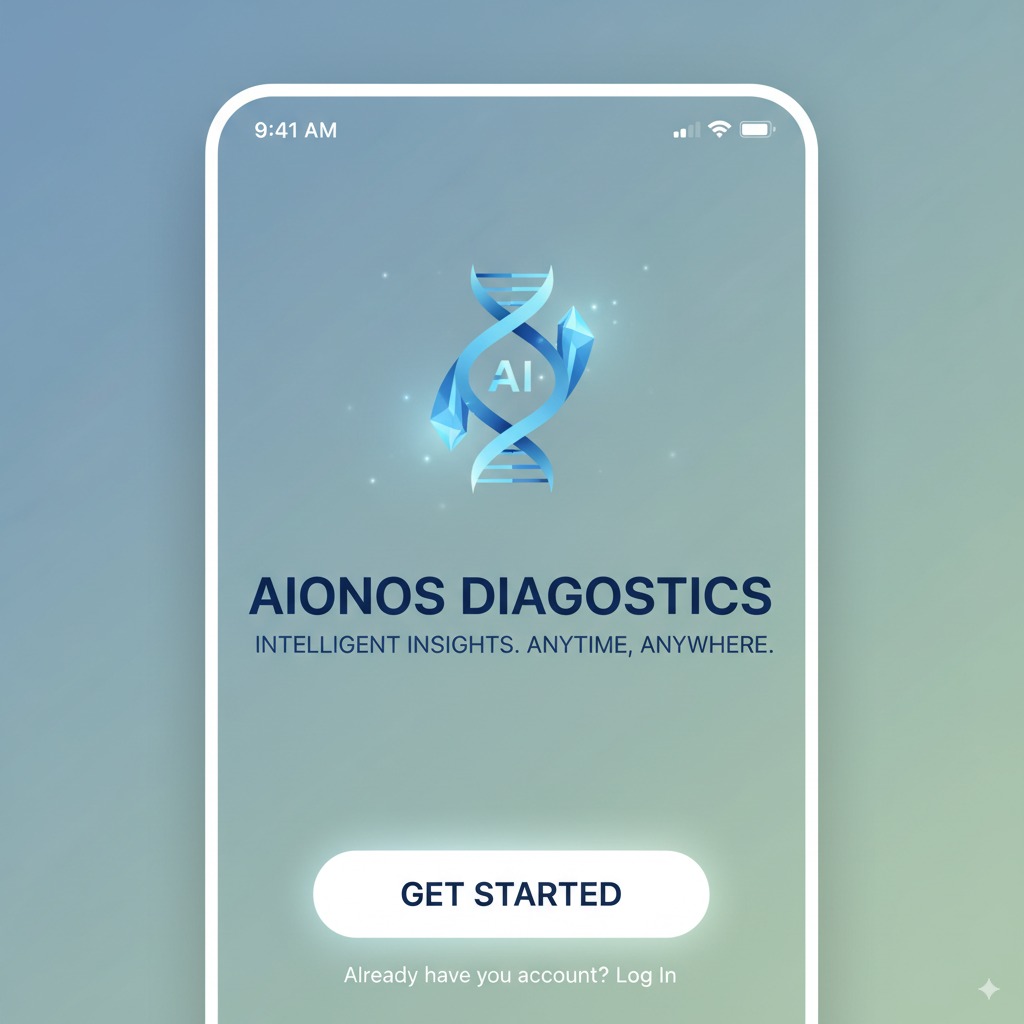 9:41 AM
AI
AIONOS DIAGOSTICS
INTELLIGENT INSIGHTS. ANYTIME, ANYWHERE.
GET STARTED
Already have you account? Log In